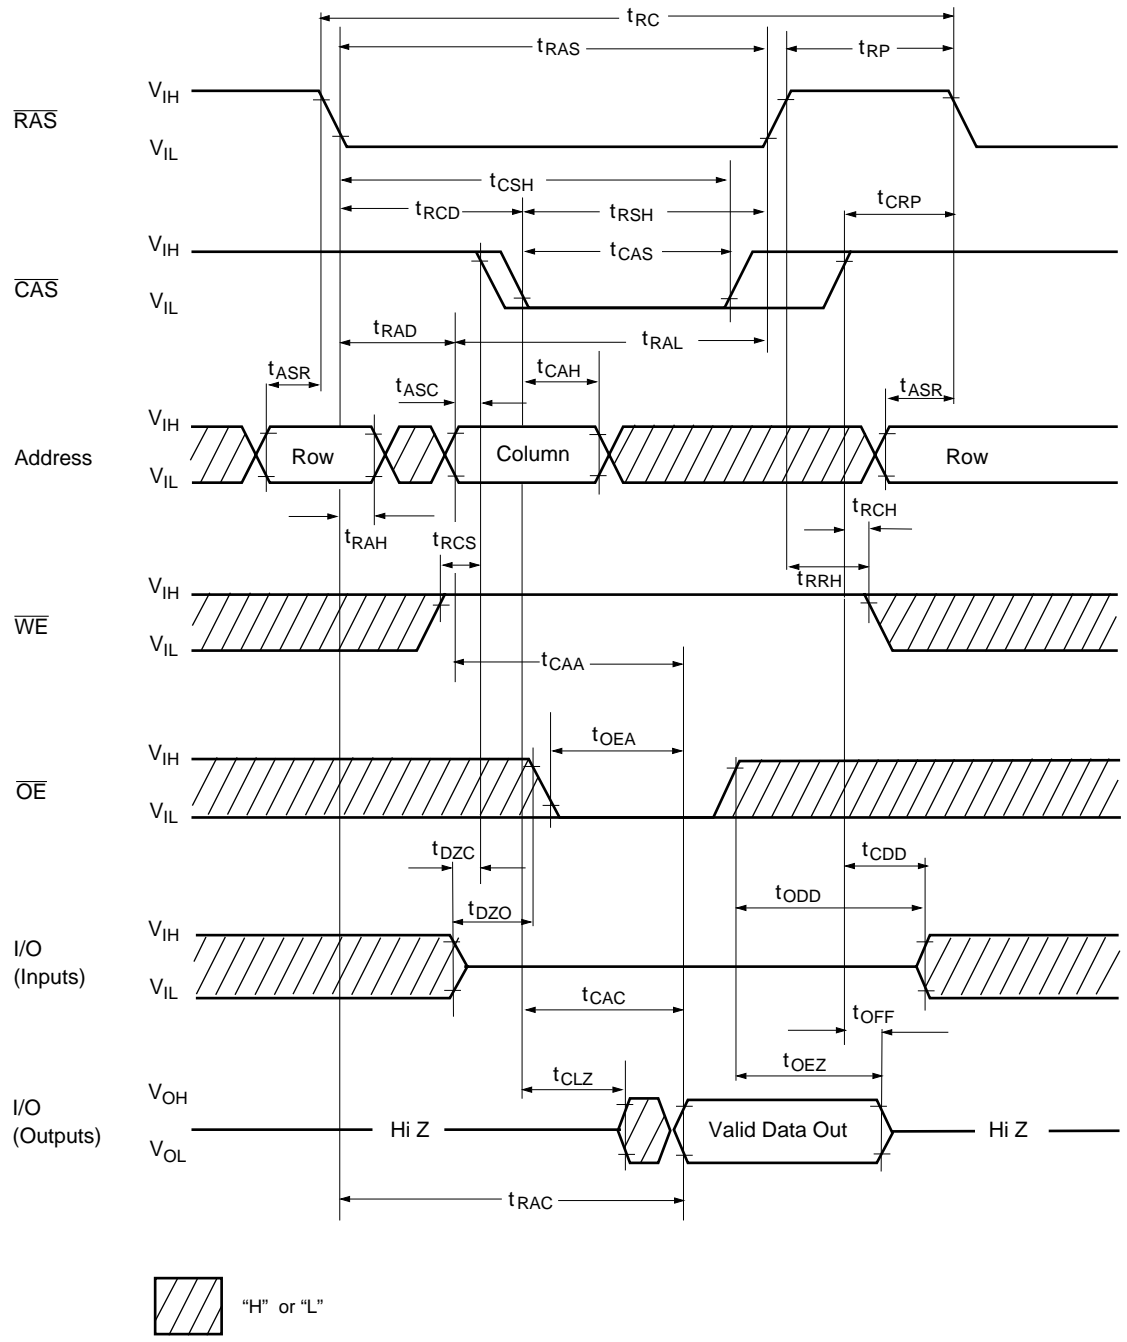 tRC
tRAS
tRP
VIH
RAS
VIL
tCSH
tCRP
tRCD
tRSH
VIH
tCAS
CAS
VIL
tRAD
tRAL
tASR
tCAH
tASC
tASR
VIH
Address
Row
Column
Row
VIL
tRCH
tRAH
tRCS
tRRH
VIH
WE
VIL
tCAA
tOEA
VIH
OE
VIL
tDZC
tCDD
tODD
tDZO
VIH
I/O
(Inputs)
VIL
tCAC
tOFF
tOEZ
tCLZ
VOH
I/O
(Outputs)
Hi Z
Valid Data Out
Hi Z
VOL
tRAC
“H” or “L”